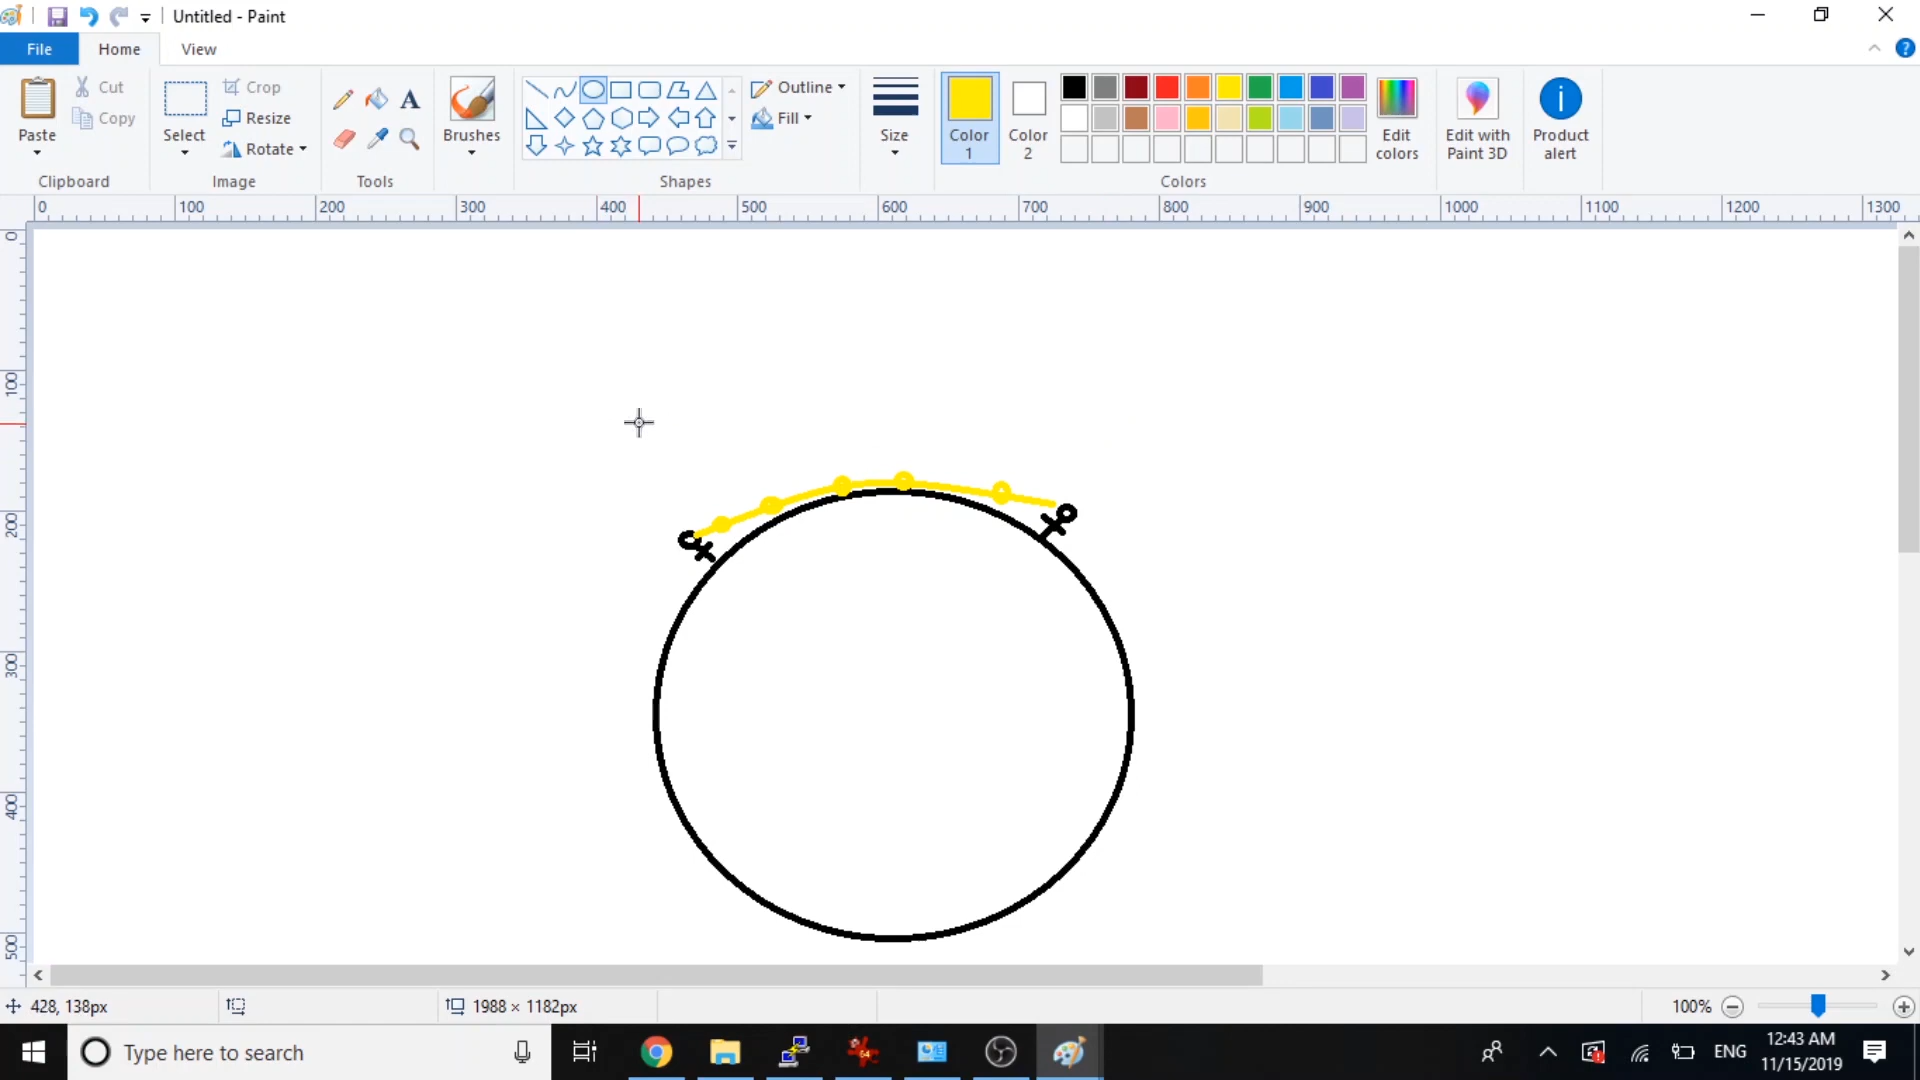 Untitled - Paint
File
Home
View
Paste
Cut
Copy
Clipboard
Select
Crop
Resize
Rotate
Image
A
Tools
Brushes
Shapes
Outline
Fill
Size
Color 1
Color 2
Edit colors
Colors
Edit with Paint 3D
Product alert
0 100 200 300 400 500 600 700 800 900 1000 1100 1200 1300
0
100
200
300
400
500
428, 138px
1988 × 1182px
100%
Type here to search
64
ENG
12:43 AM
11/15/2019